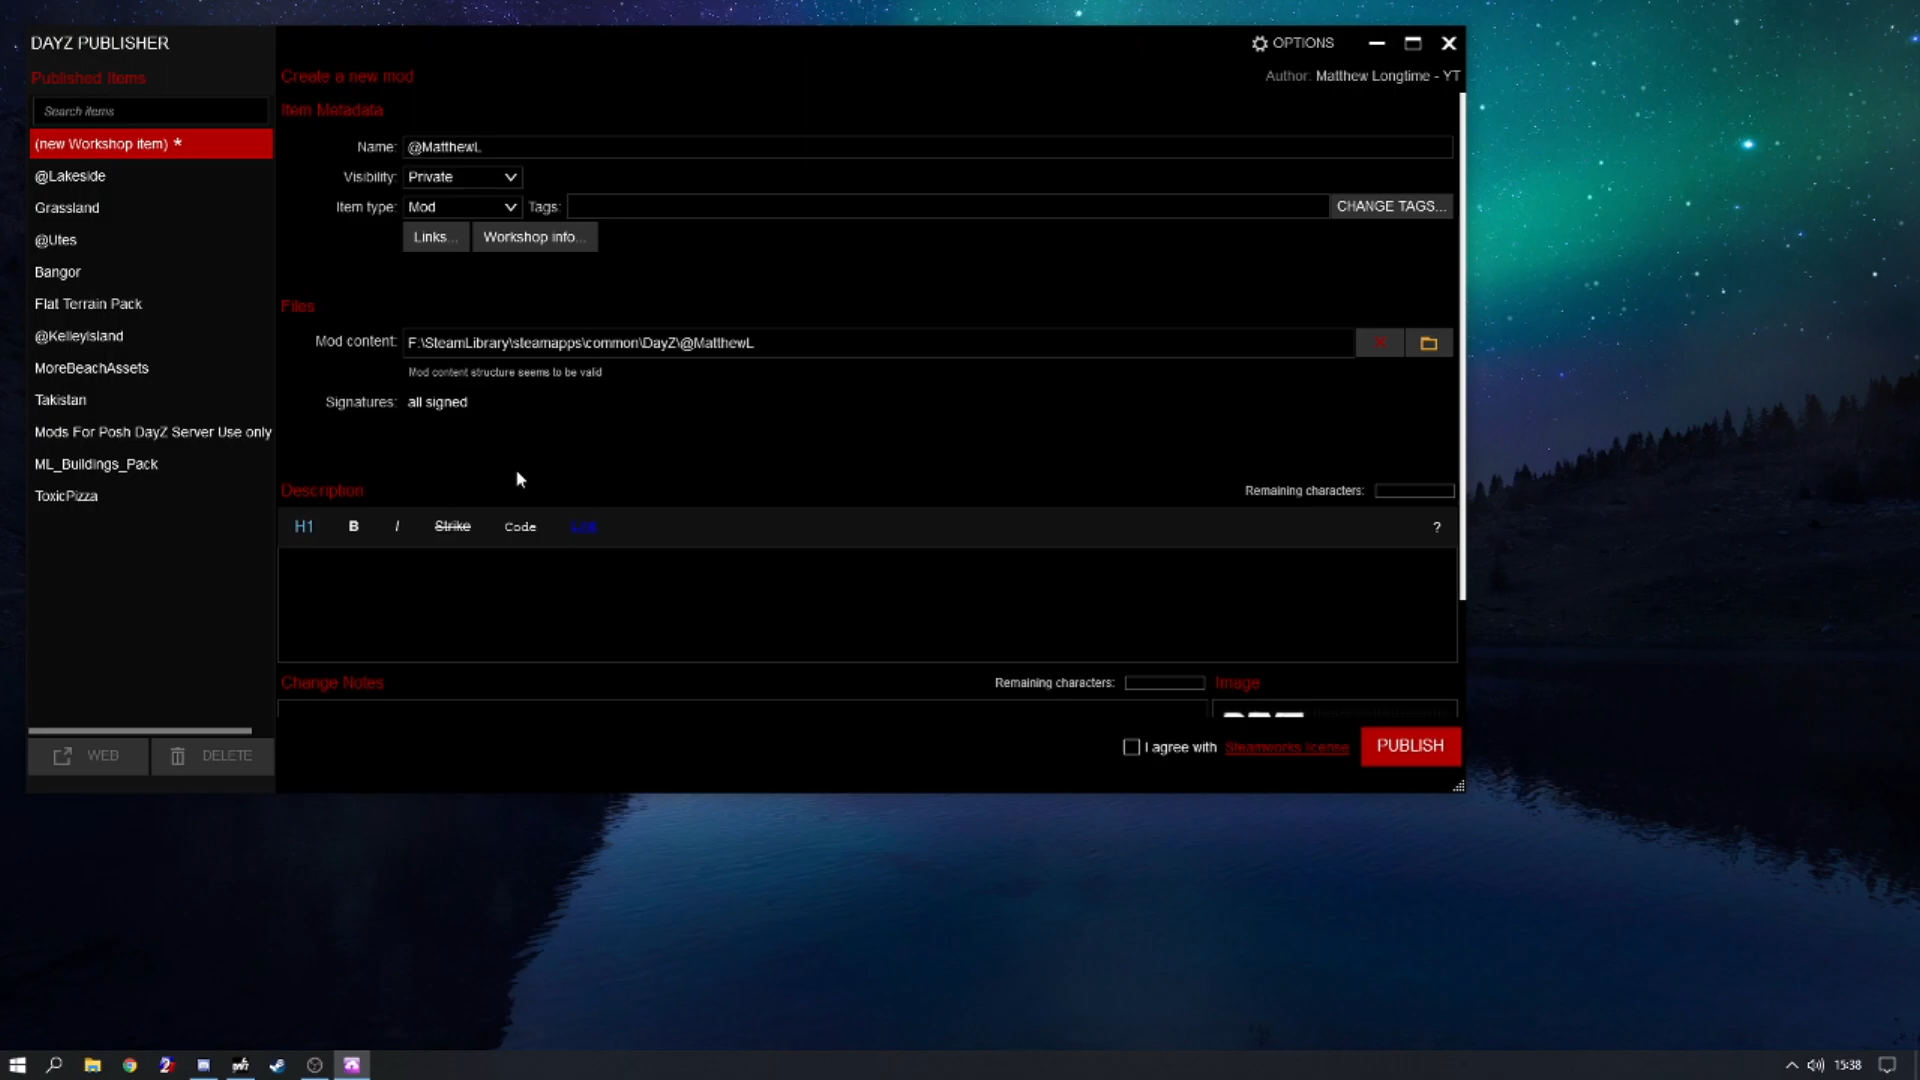 DAYZ PUBLISHER
OPTIONS
Published Items
Create a new mod
Author: Matthew Longtime - YT
Search items
Item Metadata
(new Workshop item) *
Name: @MatthewL
@Lakeside
Visibility: Private
Grassland
Item type: Mod Tags: CHANGE TAGS...
@Utes
Links... Workshop info...
Bangor
Flat Terrain Pack
Files
@KelleyIsland
Mod content: F:\SteamLibrary\steamapps\common\DayZ\@MatthewL
MoreBeachAssets
Mod content structure seems to be valid
Takistan
Signatures: all signed
Mods For Posh DayZ Server Use only
ML_Buildings_Pack
ToxicPizza
Description
Remaining characters:
H1 B I Strike Code Link ?
Change Notes
Remaining characters:
Image
WEB DELETE
I agree with Steamworks license PUBLISH
15:38